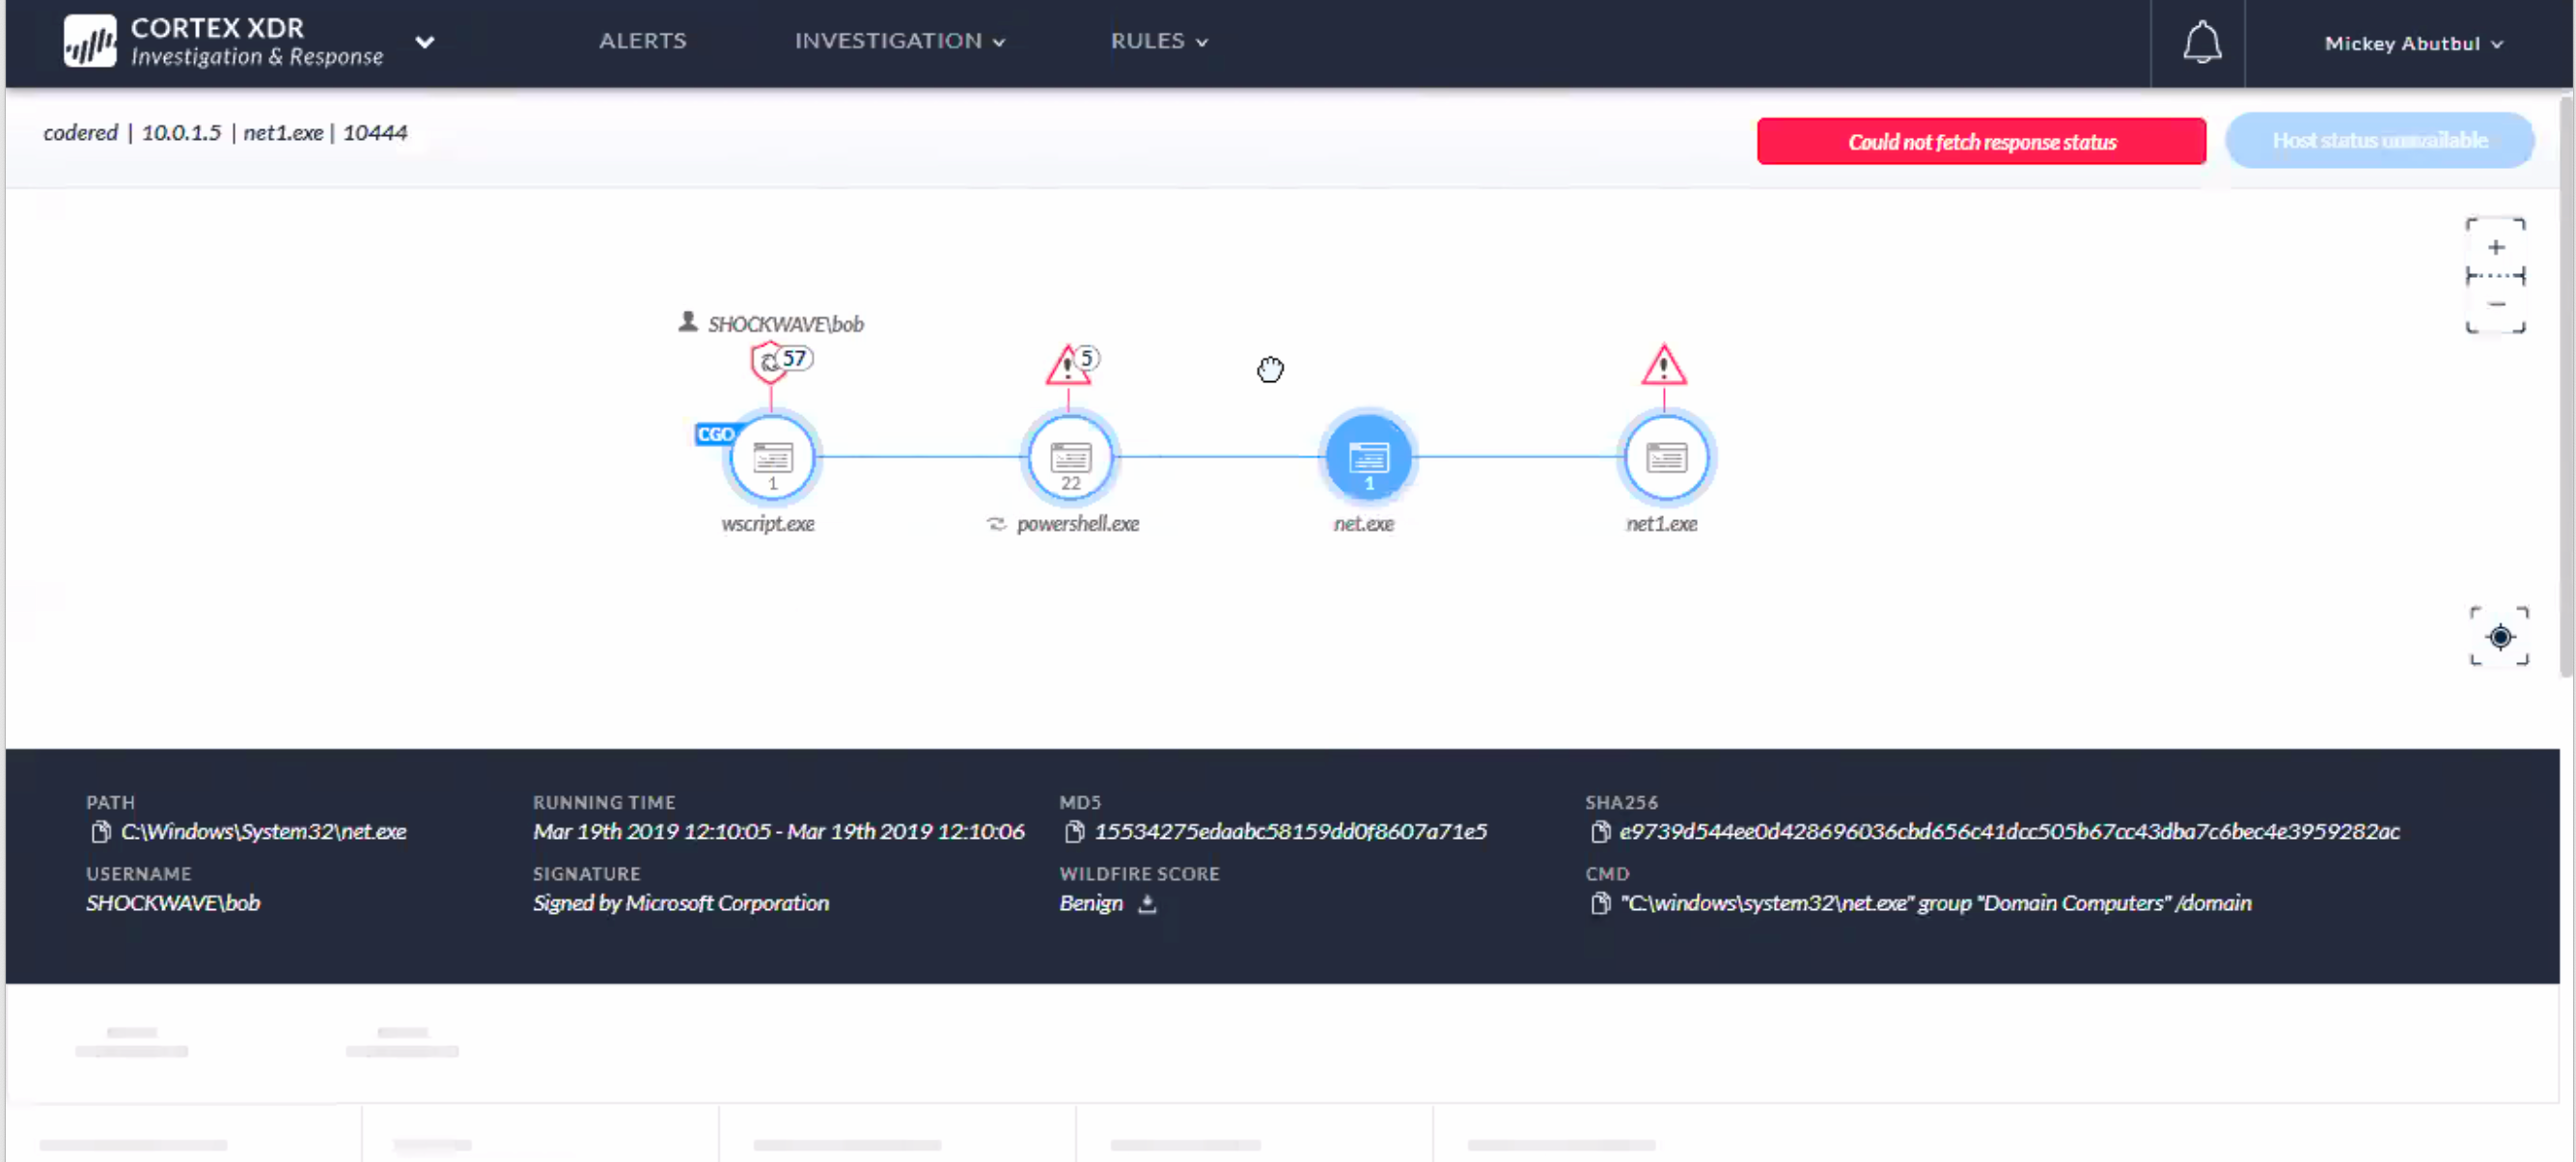 CORTEX XDR
Investigation & Response
ALERTS
INVESTIGATION
RULES
Mickey Abutbul
codered | 10.0.1.5 | net1.exe | 10444
Could not fetch response status
Host status unavailable
SHOCKWAVE\bob
57
5
CGO
1
22
1
wscript.exe
powershell.exe
net.exe
net1.exe
PATH
C:\Windows\System32\net.exe
RUNNING TIME
Mar 19th 2019 12:10:05 - Mar 19th 2019 12:10:06
MD5
15534275edaabc58159dd0f8607a71e5
SHA256
e9739d544ee0d428696036cbd656c41dcc505b67cc43dba7c6bec4e3959282ac
USERNAME
SHOCKWAVE\bob
SIGNATURE
Signed by Microsoft Corporation
WILDFIRE SCORE
Benign
CMD
"C:\windows\system32\net.exe" group "Domain Computers" /domain